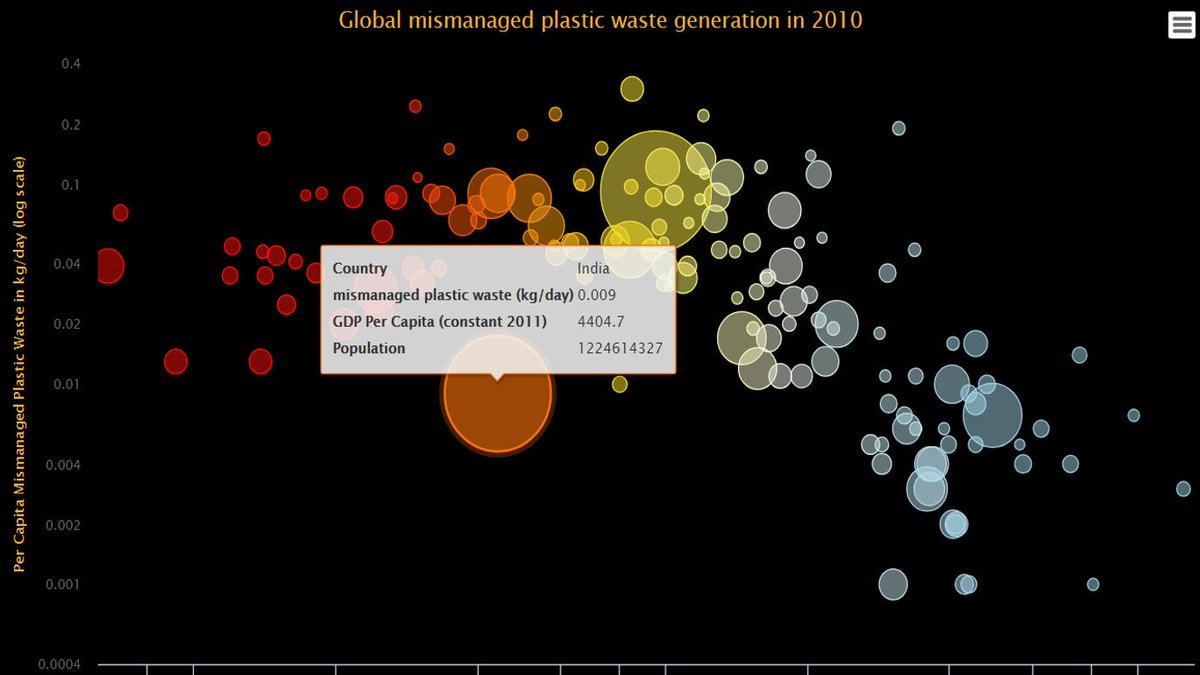 Global mismanaged plastic waste generation in 2010
Per Capita Mismanaged Plastic Waste in kg/day (log scale)
0.4
0.2
0.1
0.04
0.02
0.01
0.004
0.002
0.001
0.0004
Country India
mismanaged plastic waste (kg/day) 0.009
GDP Per Capita (constant 2011) 4404.7
Population 1224614327